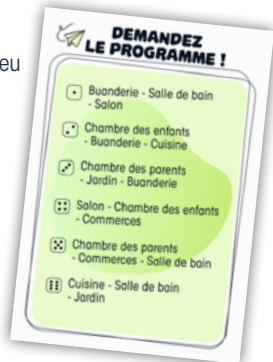 eu
DEMANDEZ
LE PROGRAMME !
Buanderie - Salle de bain
- Salon
Chambre des enfants
- Buanderie - Cuisine
Chambre des parents
- Jardin - Buanderie
Salon - Chambre des enfants
- Commerces
Chambre des parents
- Commerces - Salle de bain
Cuisine - Salle de bain
- Jardin